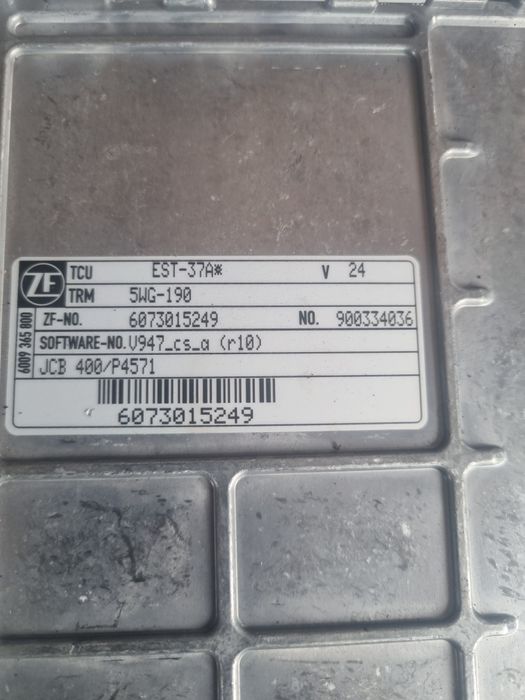 ZF TCU EST-37A* V 24
TRM 5WG-190
ZF-NO. 6073015249 NO. 900334036
SOFTWARE-NO. V947_cs_a (r10)
JCB 400/P4571
6073015249
6009 365 800